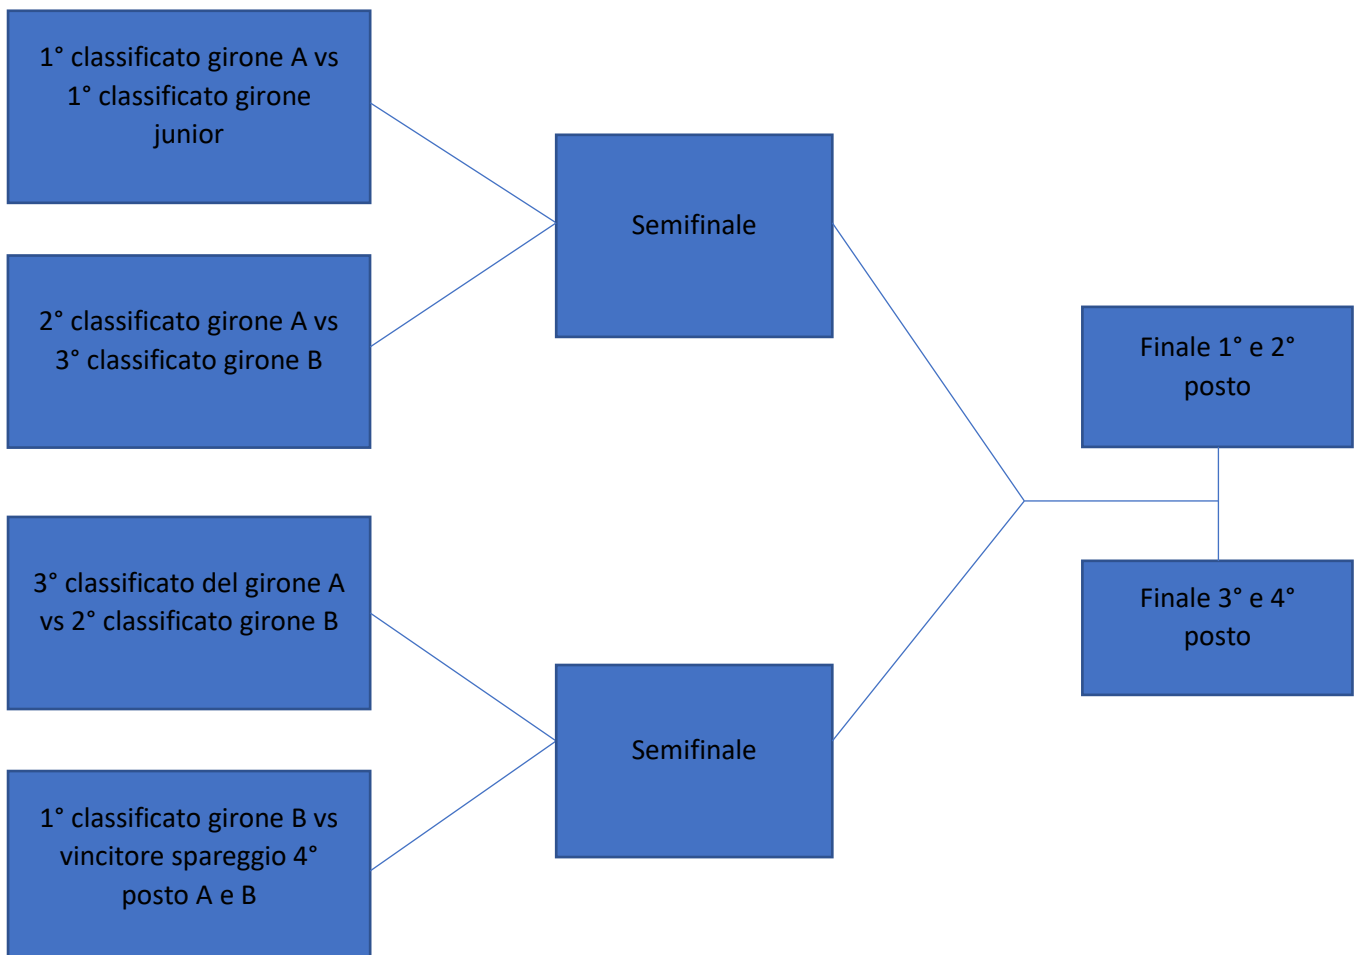 1° classificato girone A vs
1° classificato girone
junior
2° classificato girone A vs
3° classificato girone B
3° classificato del girone A
vs 2° classificato girone B
1° classificato girone B vs
vincitore spareggio 4°
posto A e B
Semifinale
Semifinale
Finale 1° e 2°
posto
Finale 3° e 4°
posto